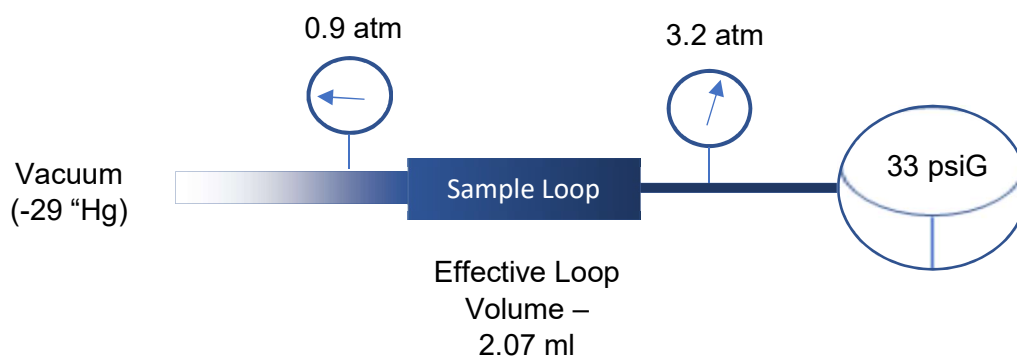 0.9 atm
3.2 atm
Vacuum
(-29 “Hg)
Sample Loop
33 psiG
Effective Loop
Volume –
2.07 ml